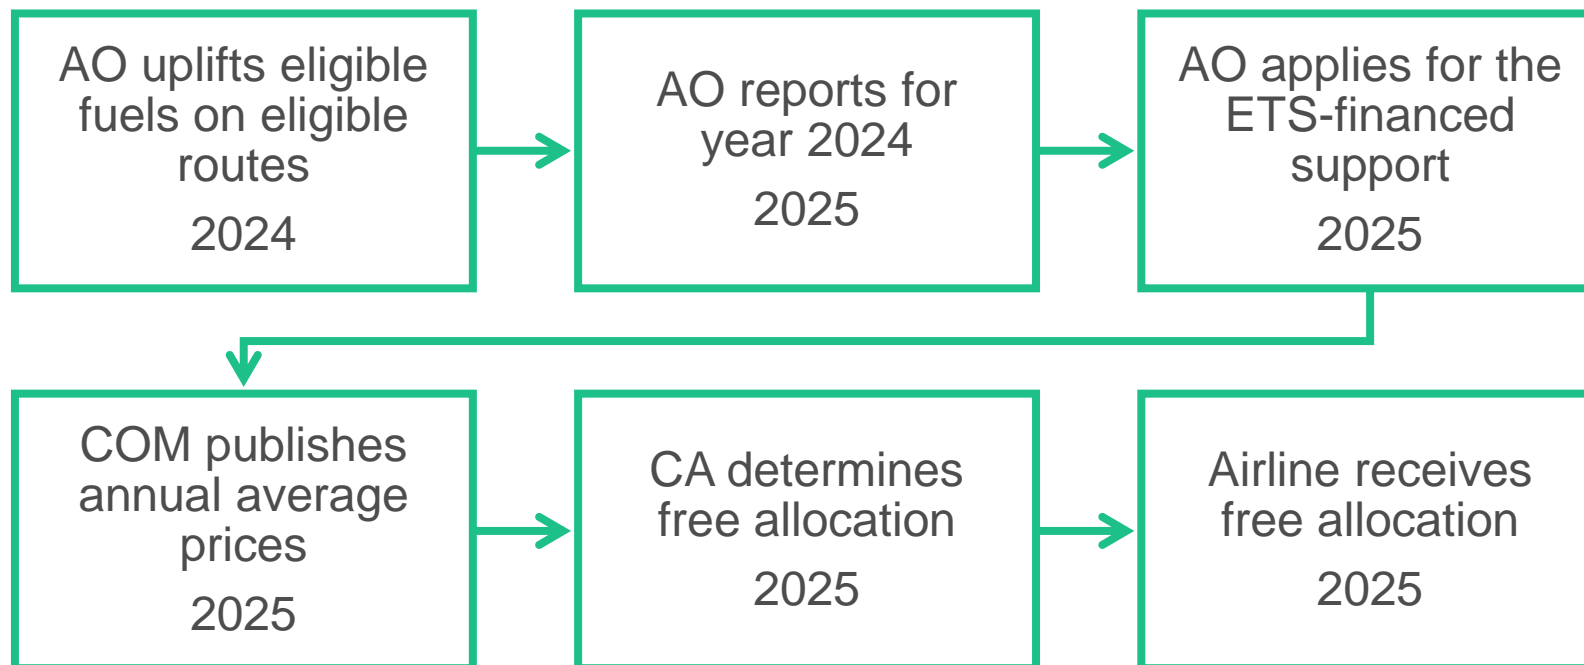 AO uplifts eligible
fuels on eligible
routes
2024
AO reports for
year 2024
2025
AO applies for the
ETS-financed
support
2025
COM publishes
annual average
prices
2025
CA determines
free allocation
2025
Airline receives
free allocation
2025